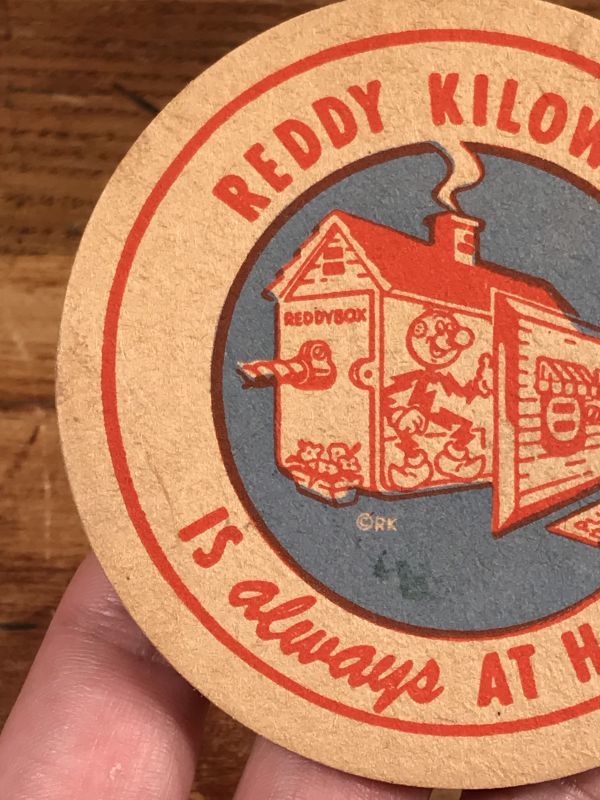 REDDY KILOW
REDDYBOX
©RK
IS always AT H